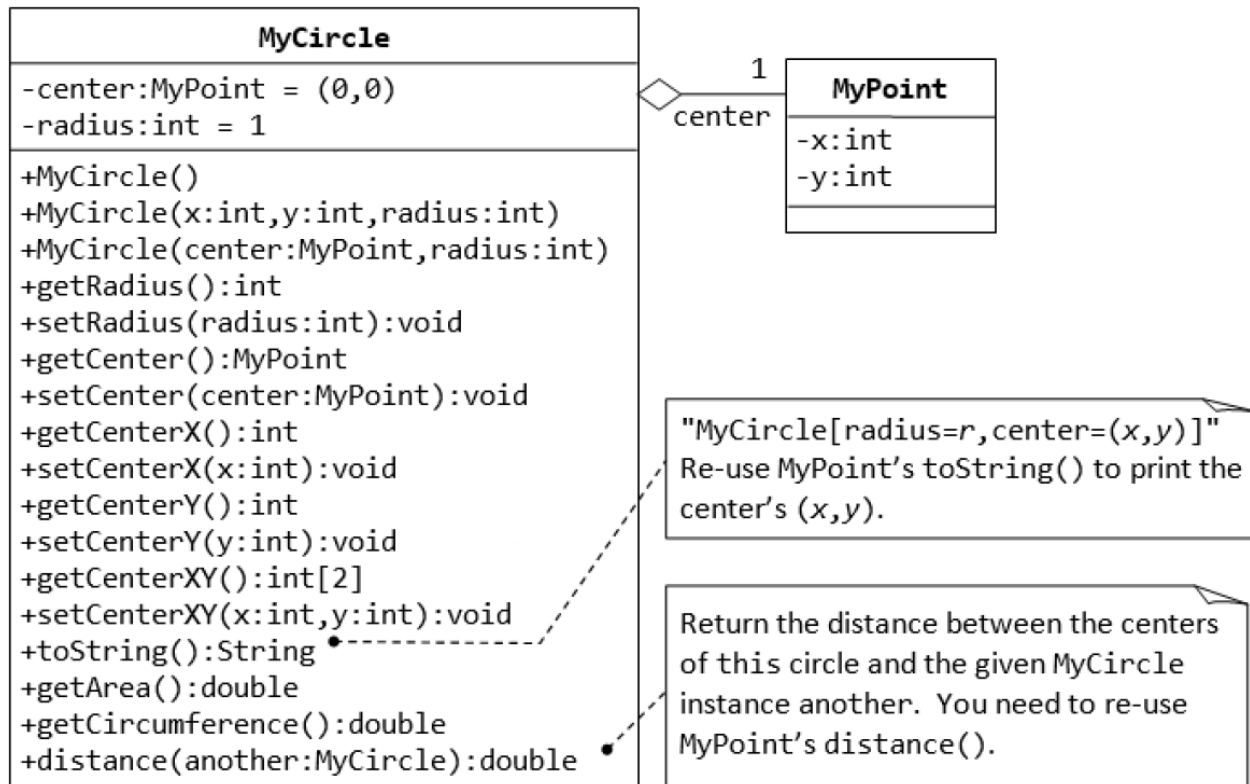 MyCircle
-center:MyPoint = (0,0)
-radius:int = 1
+MyCircle()
+MyCircle(x:int,y:int,radius:int)
+MyCircle(center:MyPoint,radius:int)
+getRadius():int
+setRadius(radius:int):void
+getCenter():MyPoint
+setCenter(center:MyPoint):void
+getCenterX():int
+setCenterX(x:int):void
+getCenterY():int
+setCenterY(y:int):void
+getCenterXY():int[2]
+setCenterXY(x:int,y:int):void
+toString():String
+getArea():double
+getCircumference():double
+distance(another:MyCircle):double
1
center
MyPoint
-x:int
-y:int
"MyCircle[radius=r,center=(x,y)]"
Re-use MyPoint's toString() to print the
center's (x,y).
Return the distance between the centers
of this circle and the given MyCircle
instance another. You need to re-use
MyPoint's distance().